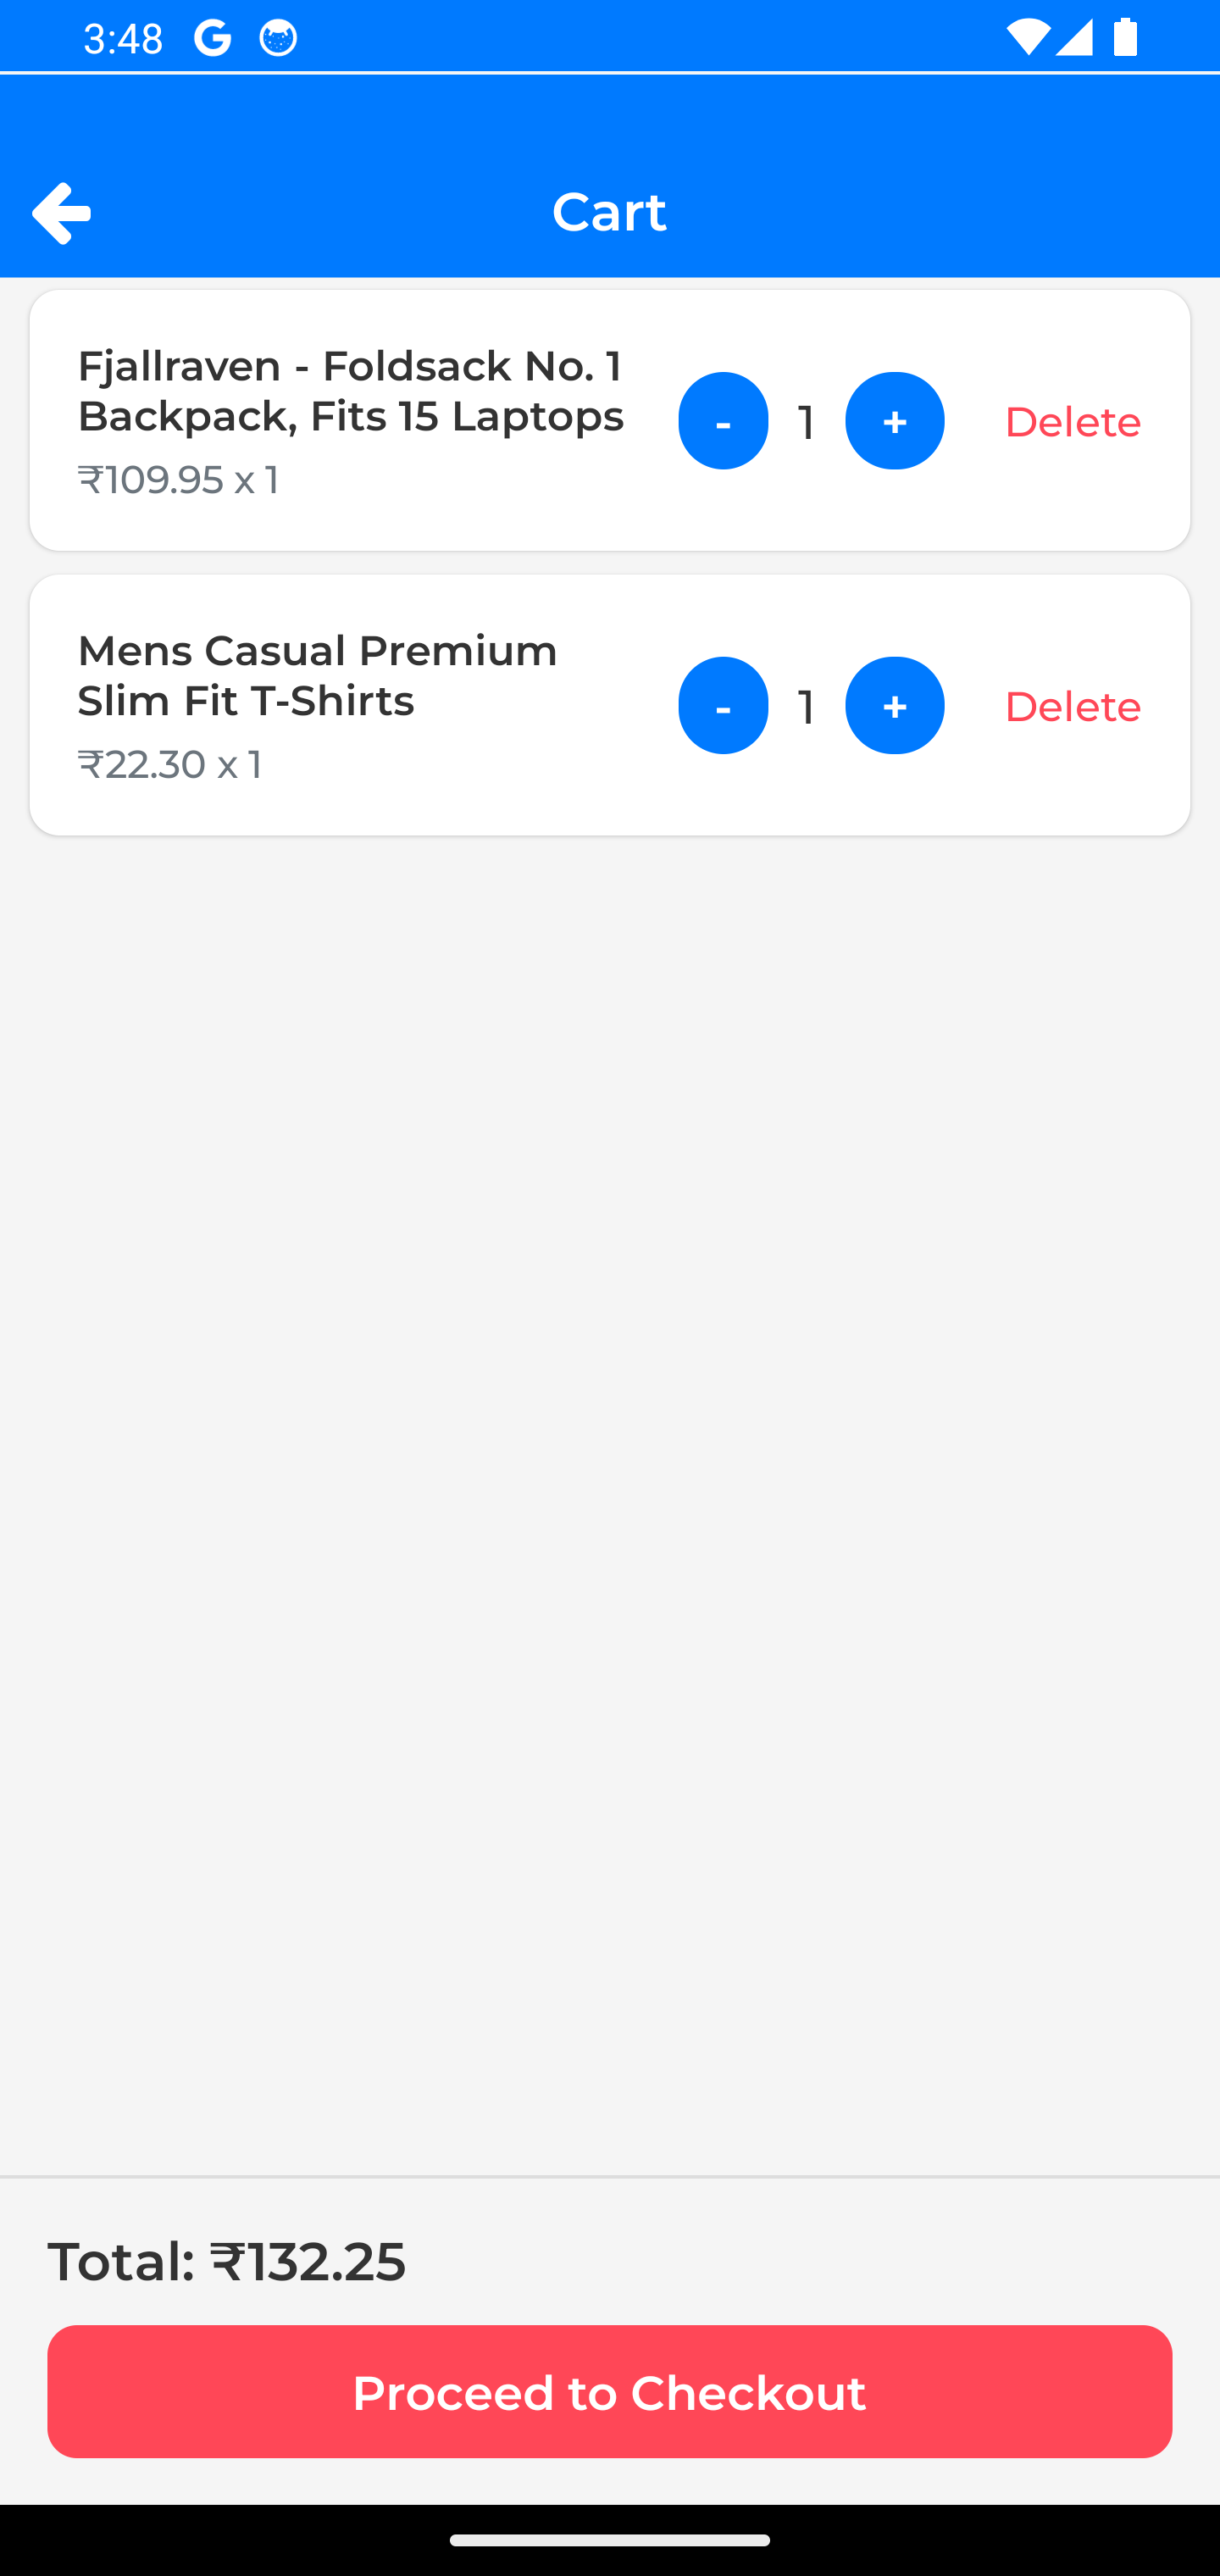 3:48
Cart
Fjallraven - Foldsack No. 1
Backpack, Fits 15 Laptops
₹109.95 x 1
- 1 + Delete
Mens Casual Premium
Slim Fit T-Shirts
₹22.30 x 1
- 1 + Delete
Total: ₹132.25
Proceed to Checkout